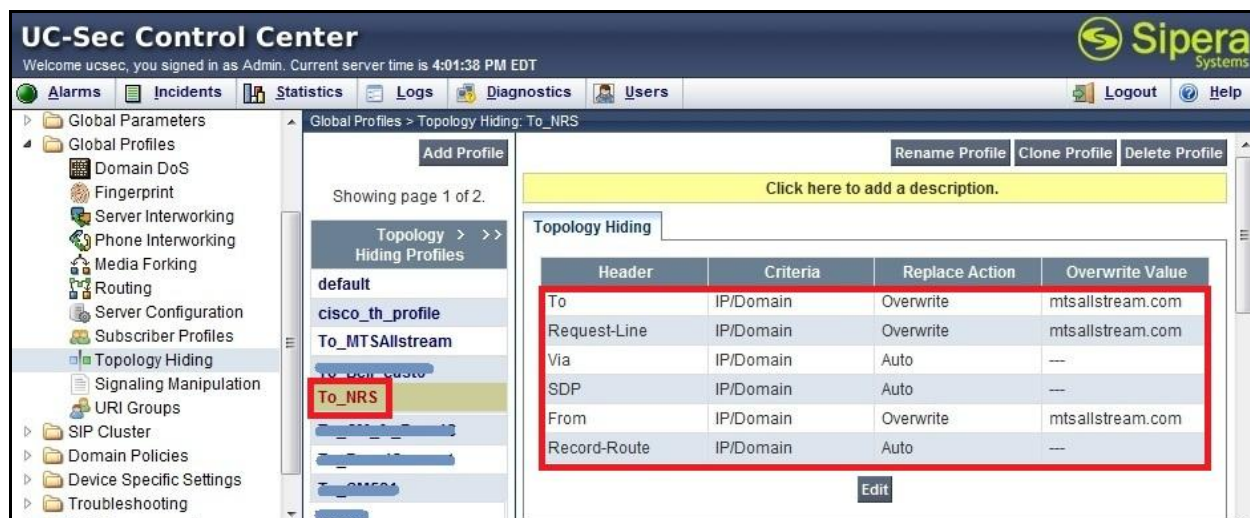 UC-Sec Control Center
Sipera
Systems
Welcome ucsec, you signed in as Admin. Current server time is 4:01:38 PM EDT
Alarms Incidents Statistics Logs Diagnostics Users Logout Help
Global Parameters
Global Profiles
Domain DoS
Fingerprint
Server Interworking
Phone Interworking
Media Forking
Routing
Server Configuration
Subscriber Profiles
Topology Hiding
Signaling Manipulation
URI Groups
SIP Cluster
Domain Policies
Device Specific Settings
Troubleshooting
Global Profiles > Topology Hiding: To_NRS
Add Profile
Showing page 1 of 2.
Topology > >>
Hiding Profiles
default
cisco_th_profile
To_MTSAllstream
To_NRS
Rename Profile Clone Profile Delete Profile
Click here to add a description.
Topology Hiding
Header Criteria Replace Action Overwrite Value
To IP/Domain Overwrite mtsallstream.com
Request-Line IP/Domain Overwrite mtsallstream.com
Via IP/Domain Auto ---
SDP IP/Domain Auto ---
From IP/Domain Overwrite mtsallstream.com
Record-Route IP/Domain Auto ---
Edit